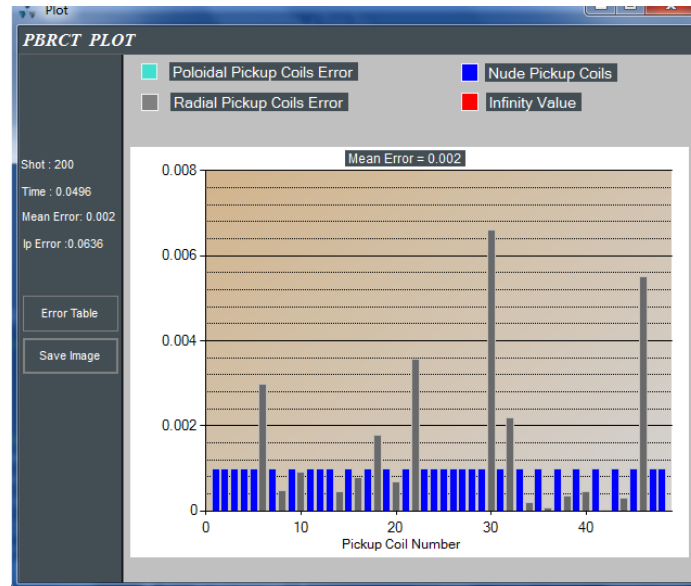 Plot
PBRCT PLOT
Poloidal Pickup Coils Error
Nude Pickup Coils
Radial Pickup Coils Error
Infinity Value
Shot : 200
Time : 0.0496
Mean Error: 0.002
Ip Error :0.0636
Error Table
Save Image
Mean Error = 0.002
0.008
0.006
0.004
0.002
0
0 10 20 30 40
Pickup Coil Number